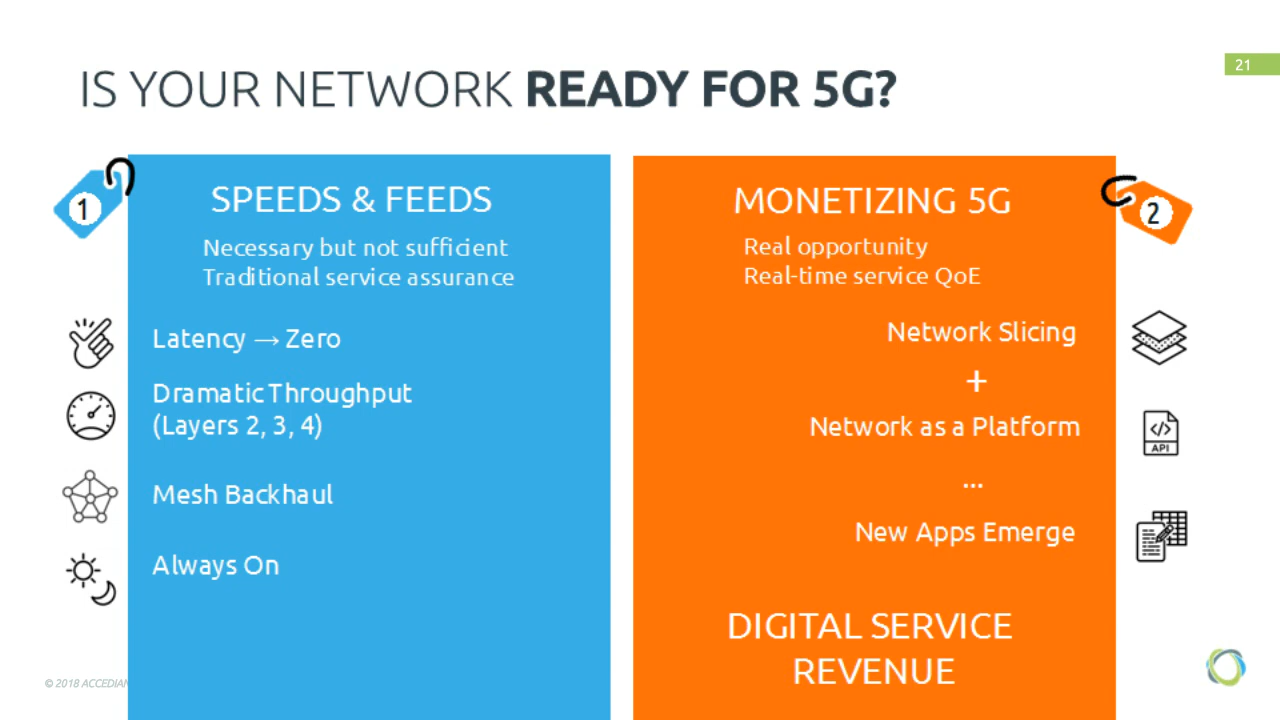 21
IS YOUR NETWORK READY FOR 5G?
1
SPEEDS & FEEDS
Necessary but not sufficient
Traditional service assurance
Latency → Zero
Dramatic Throughput
(Layers 2, 3, 4)
Mesh Backhaul
Always On
MONETIZING 5G
2
Real opportunity
Real-time service QoE
Network Slicing
+
Network as a Platform
API
...
New Apps Emerge
DIGITAL SERVICE
REVENUE
© 2018 ACCEDIAN